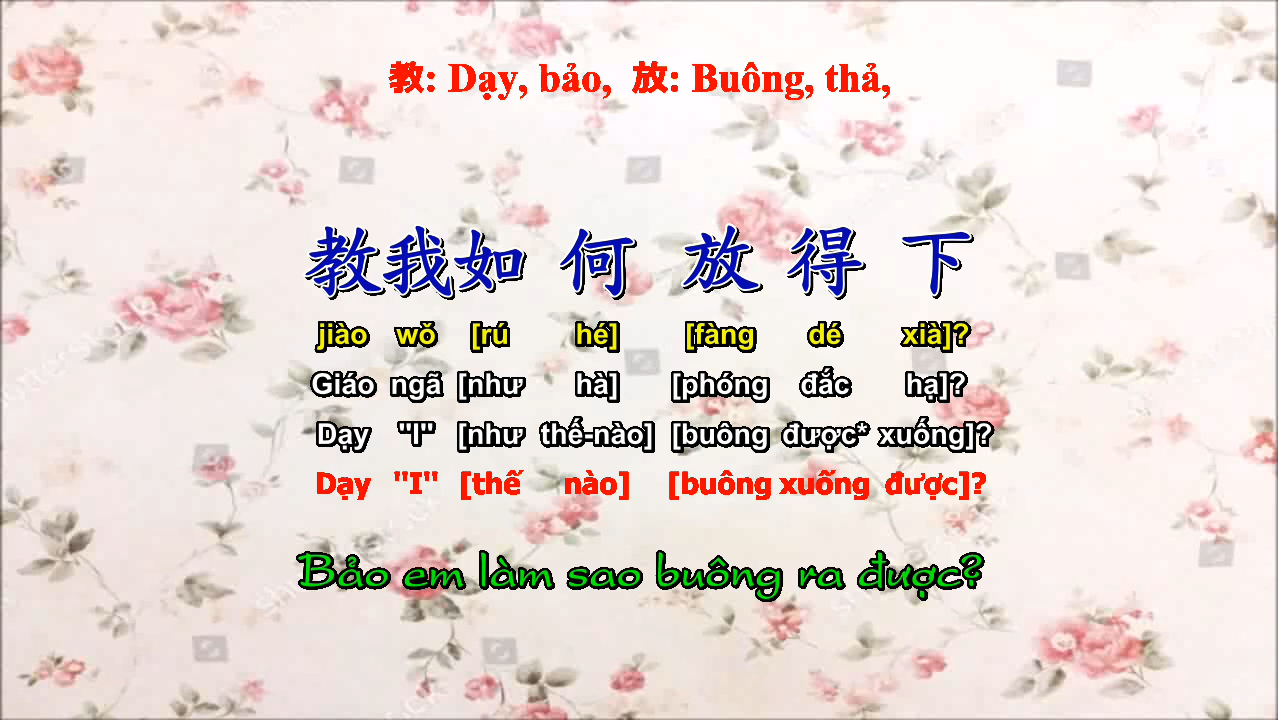 教: Dạy, bảo, 放: Buông, thả,
教我如何放得下
jiào wǒ [rú hé] [fàng dé xià]?
Giáo ngã [như hà] [phóng đắc hạ]?
Dạy "I" [như thế-nào] [buông được* xuống]?
Dạy "I" [thế nào] [buông xuống được]?
Bảo em làm sao buông ra được?